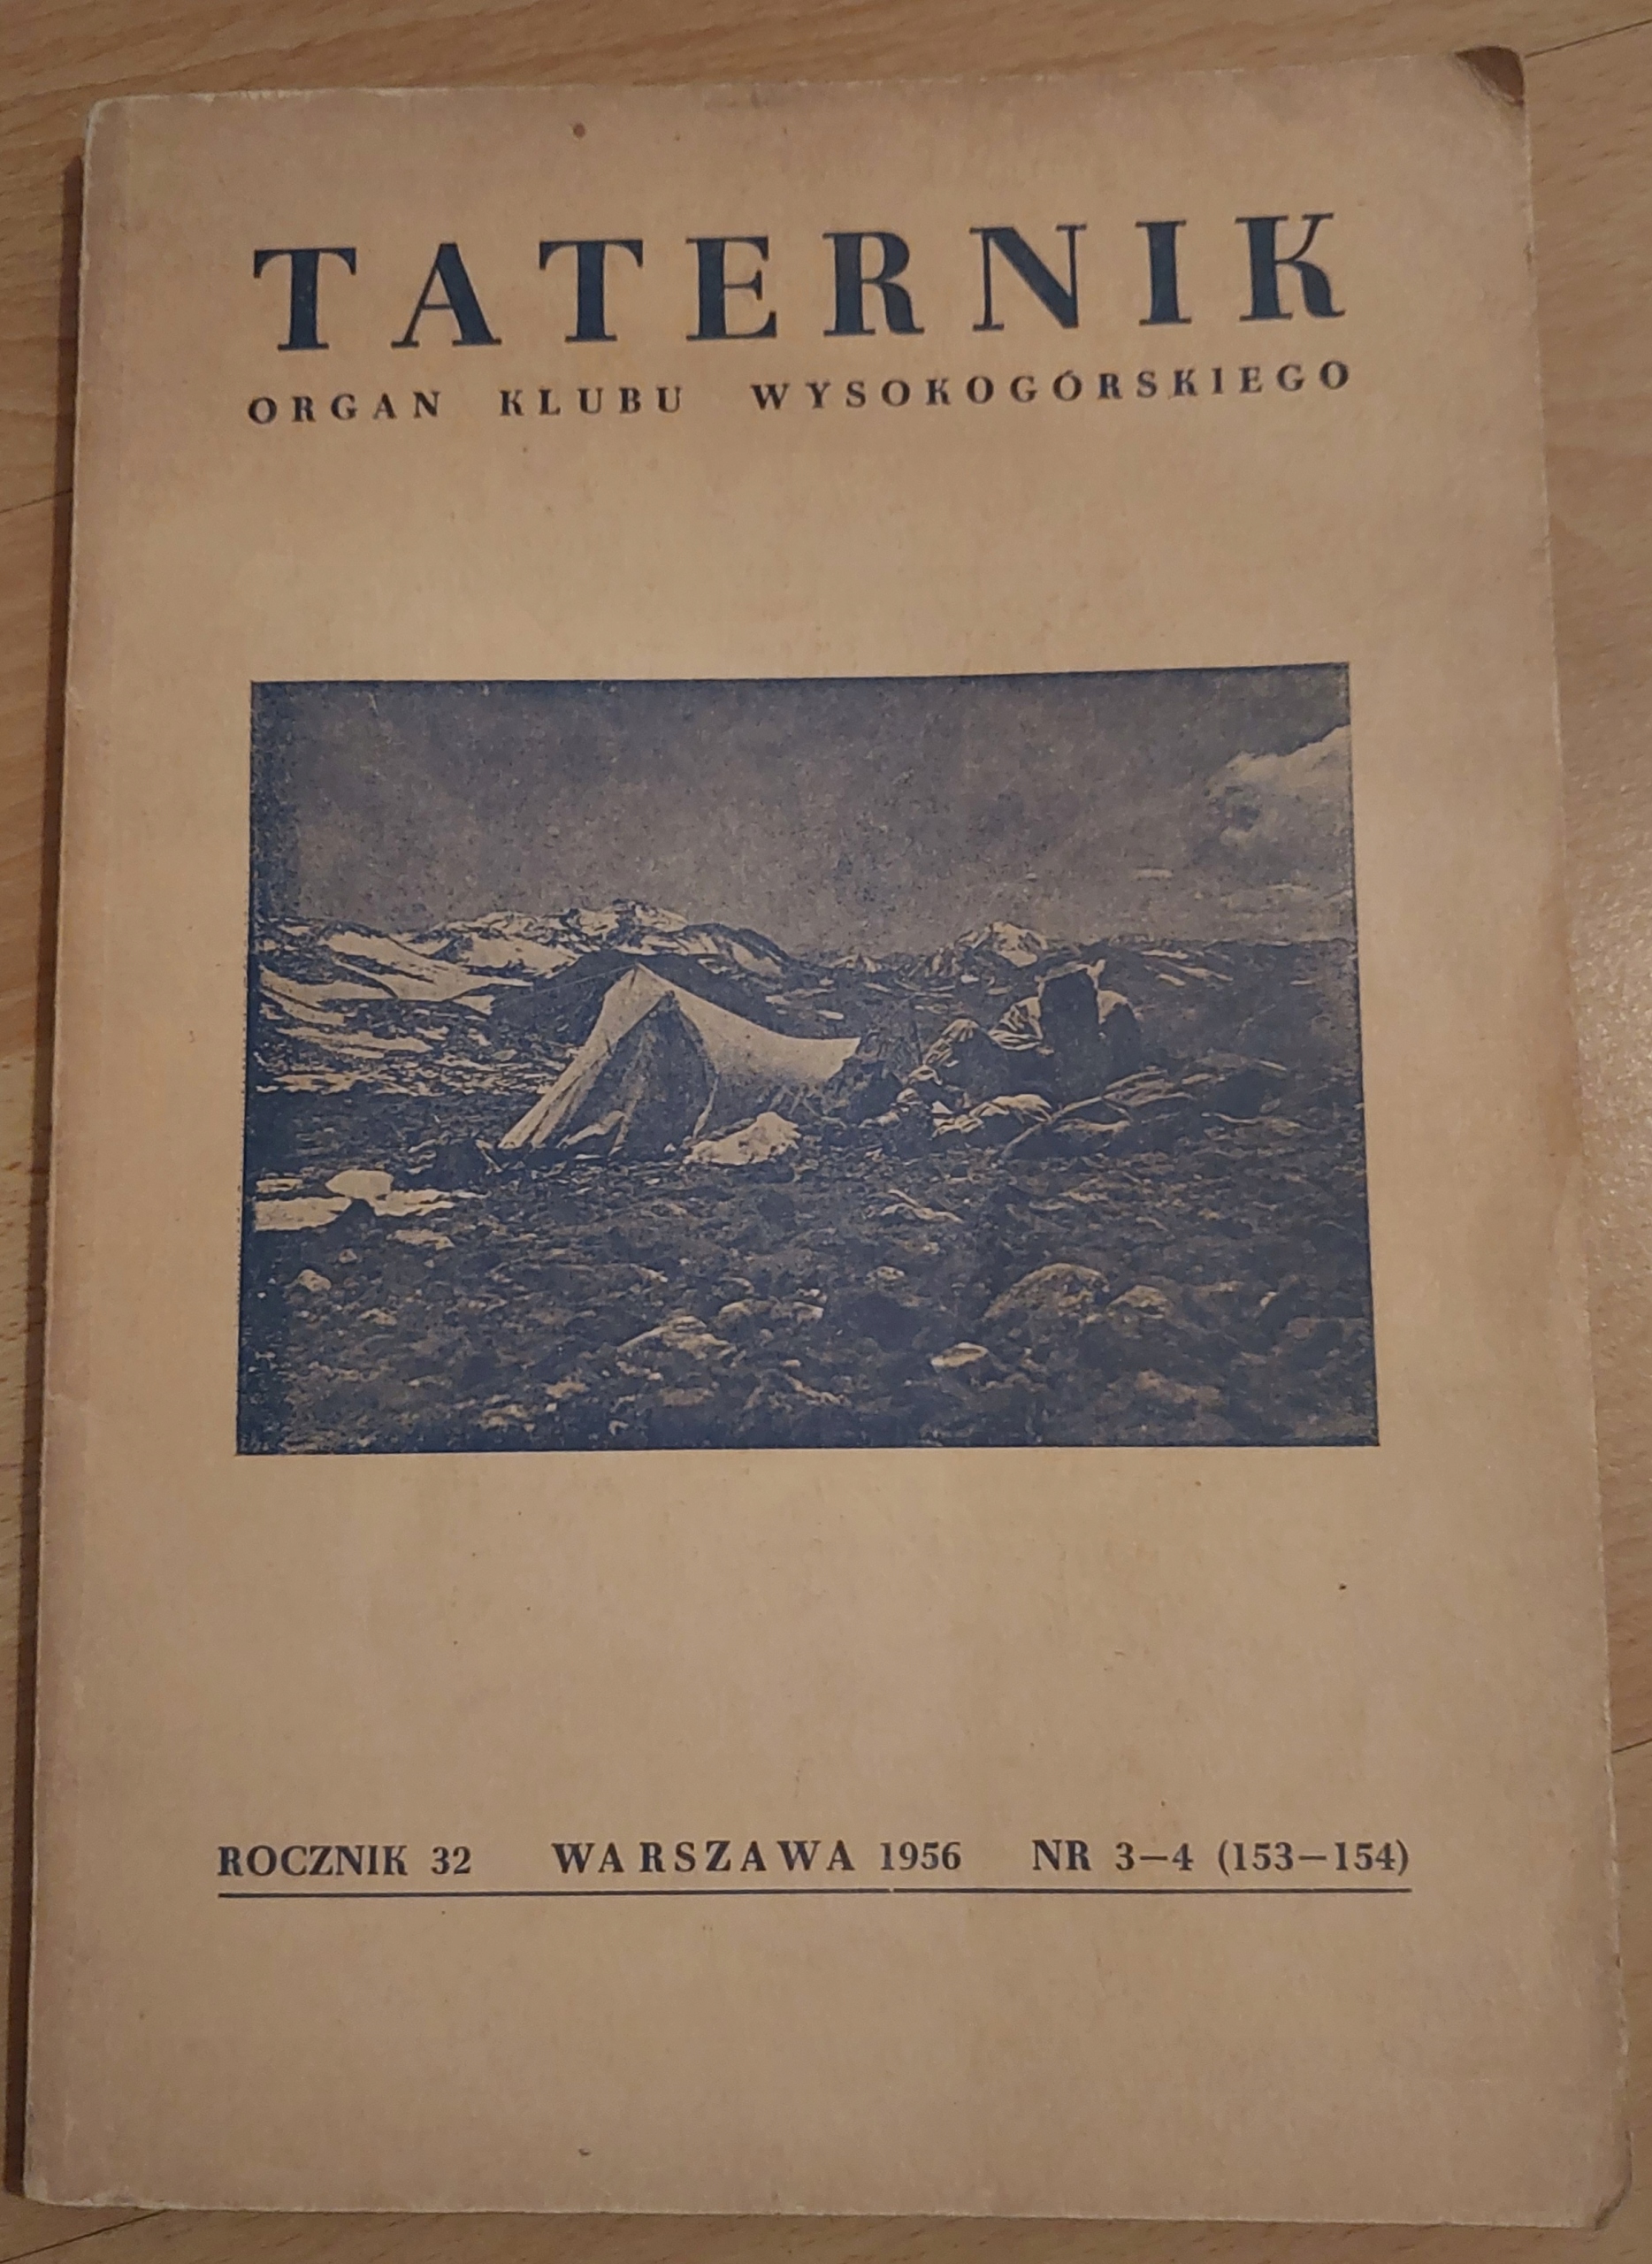 TATERNIK
ORGAN KLUBU WYSOKOGÓRSKIEGO
ROCZNIK 32 WARSZAWA 1956 NR 3–4 (153–154)